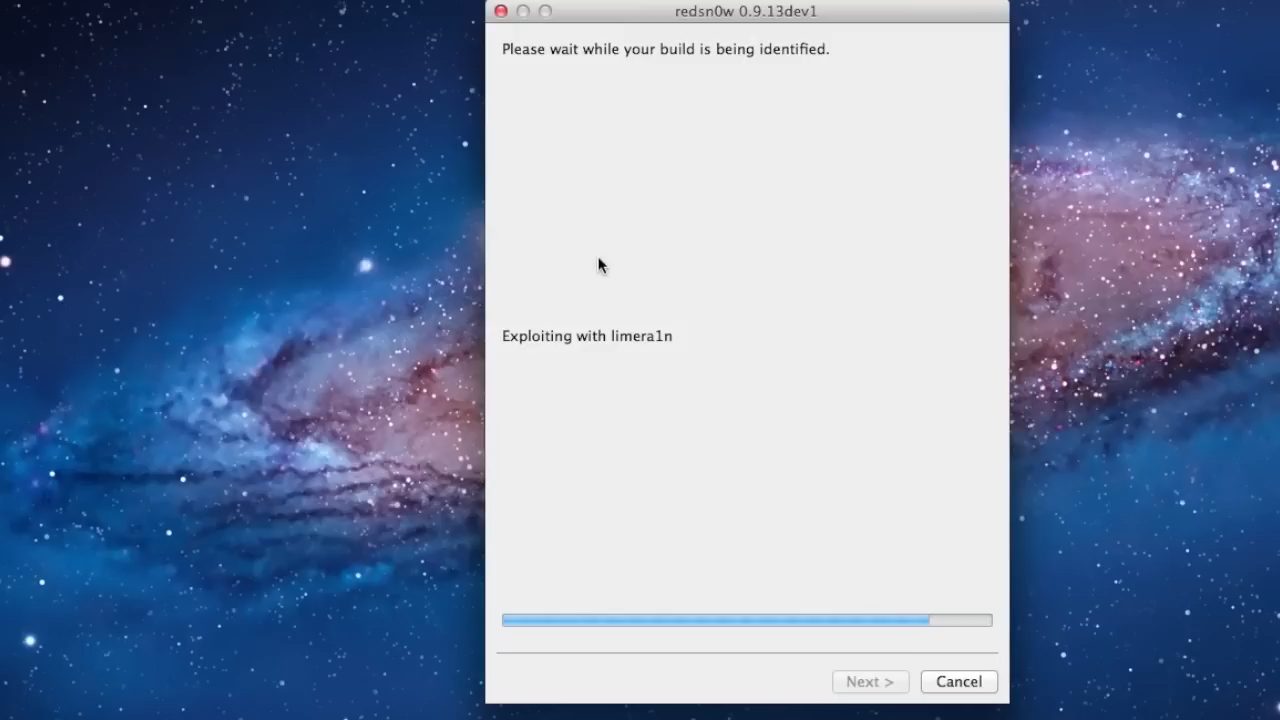 redsn0w 0.9.13dev1
Please wait while your build is being identified.
Exploiting with limera1n
Next >
Cancel